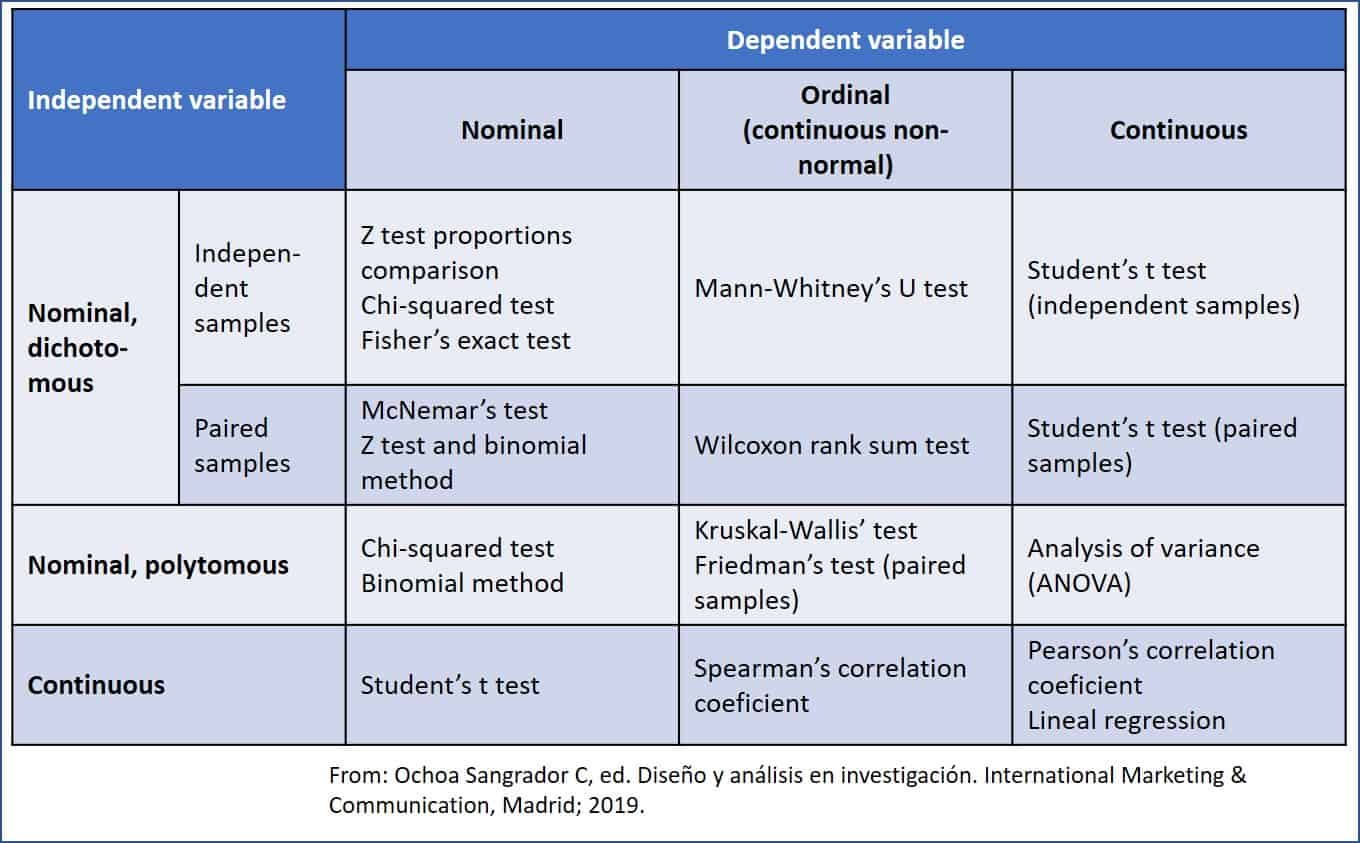 Independent variable
Dependent variable
Nominal
Ordinal
(continuous non-
normal)
Continuous
Nominal,
dichoto-
mous
Indepen-
dent
samples
Z test proportions
comparison
Chi-squared test
Fisher’s exact test
Mann-Whitney’s U test
Student’s t test
(independent samples)
Paired
samples
McNemar’s test
Z test and binomial
method
Wilcoxon rank sum test
Student’s t test (paired
samples)
Nominal, polytomous
Chi-squared test
Binomial method
Kruskal-Wallis’ test
Friedman’s test (paired
samples)
Analysis of variance
(ANOVA)
Continuous
Student’s t test
Spearman’s correlation
coeficient
Pearson’s correlation
coeficient
Lineal regression
From: Ochoa Sangrador C, ed. Diseño y análisis en investigación. International Marketing &
Communication, Madrid; 2019.